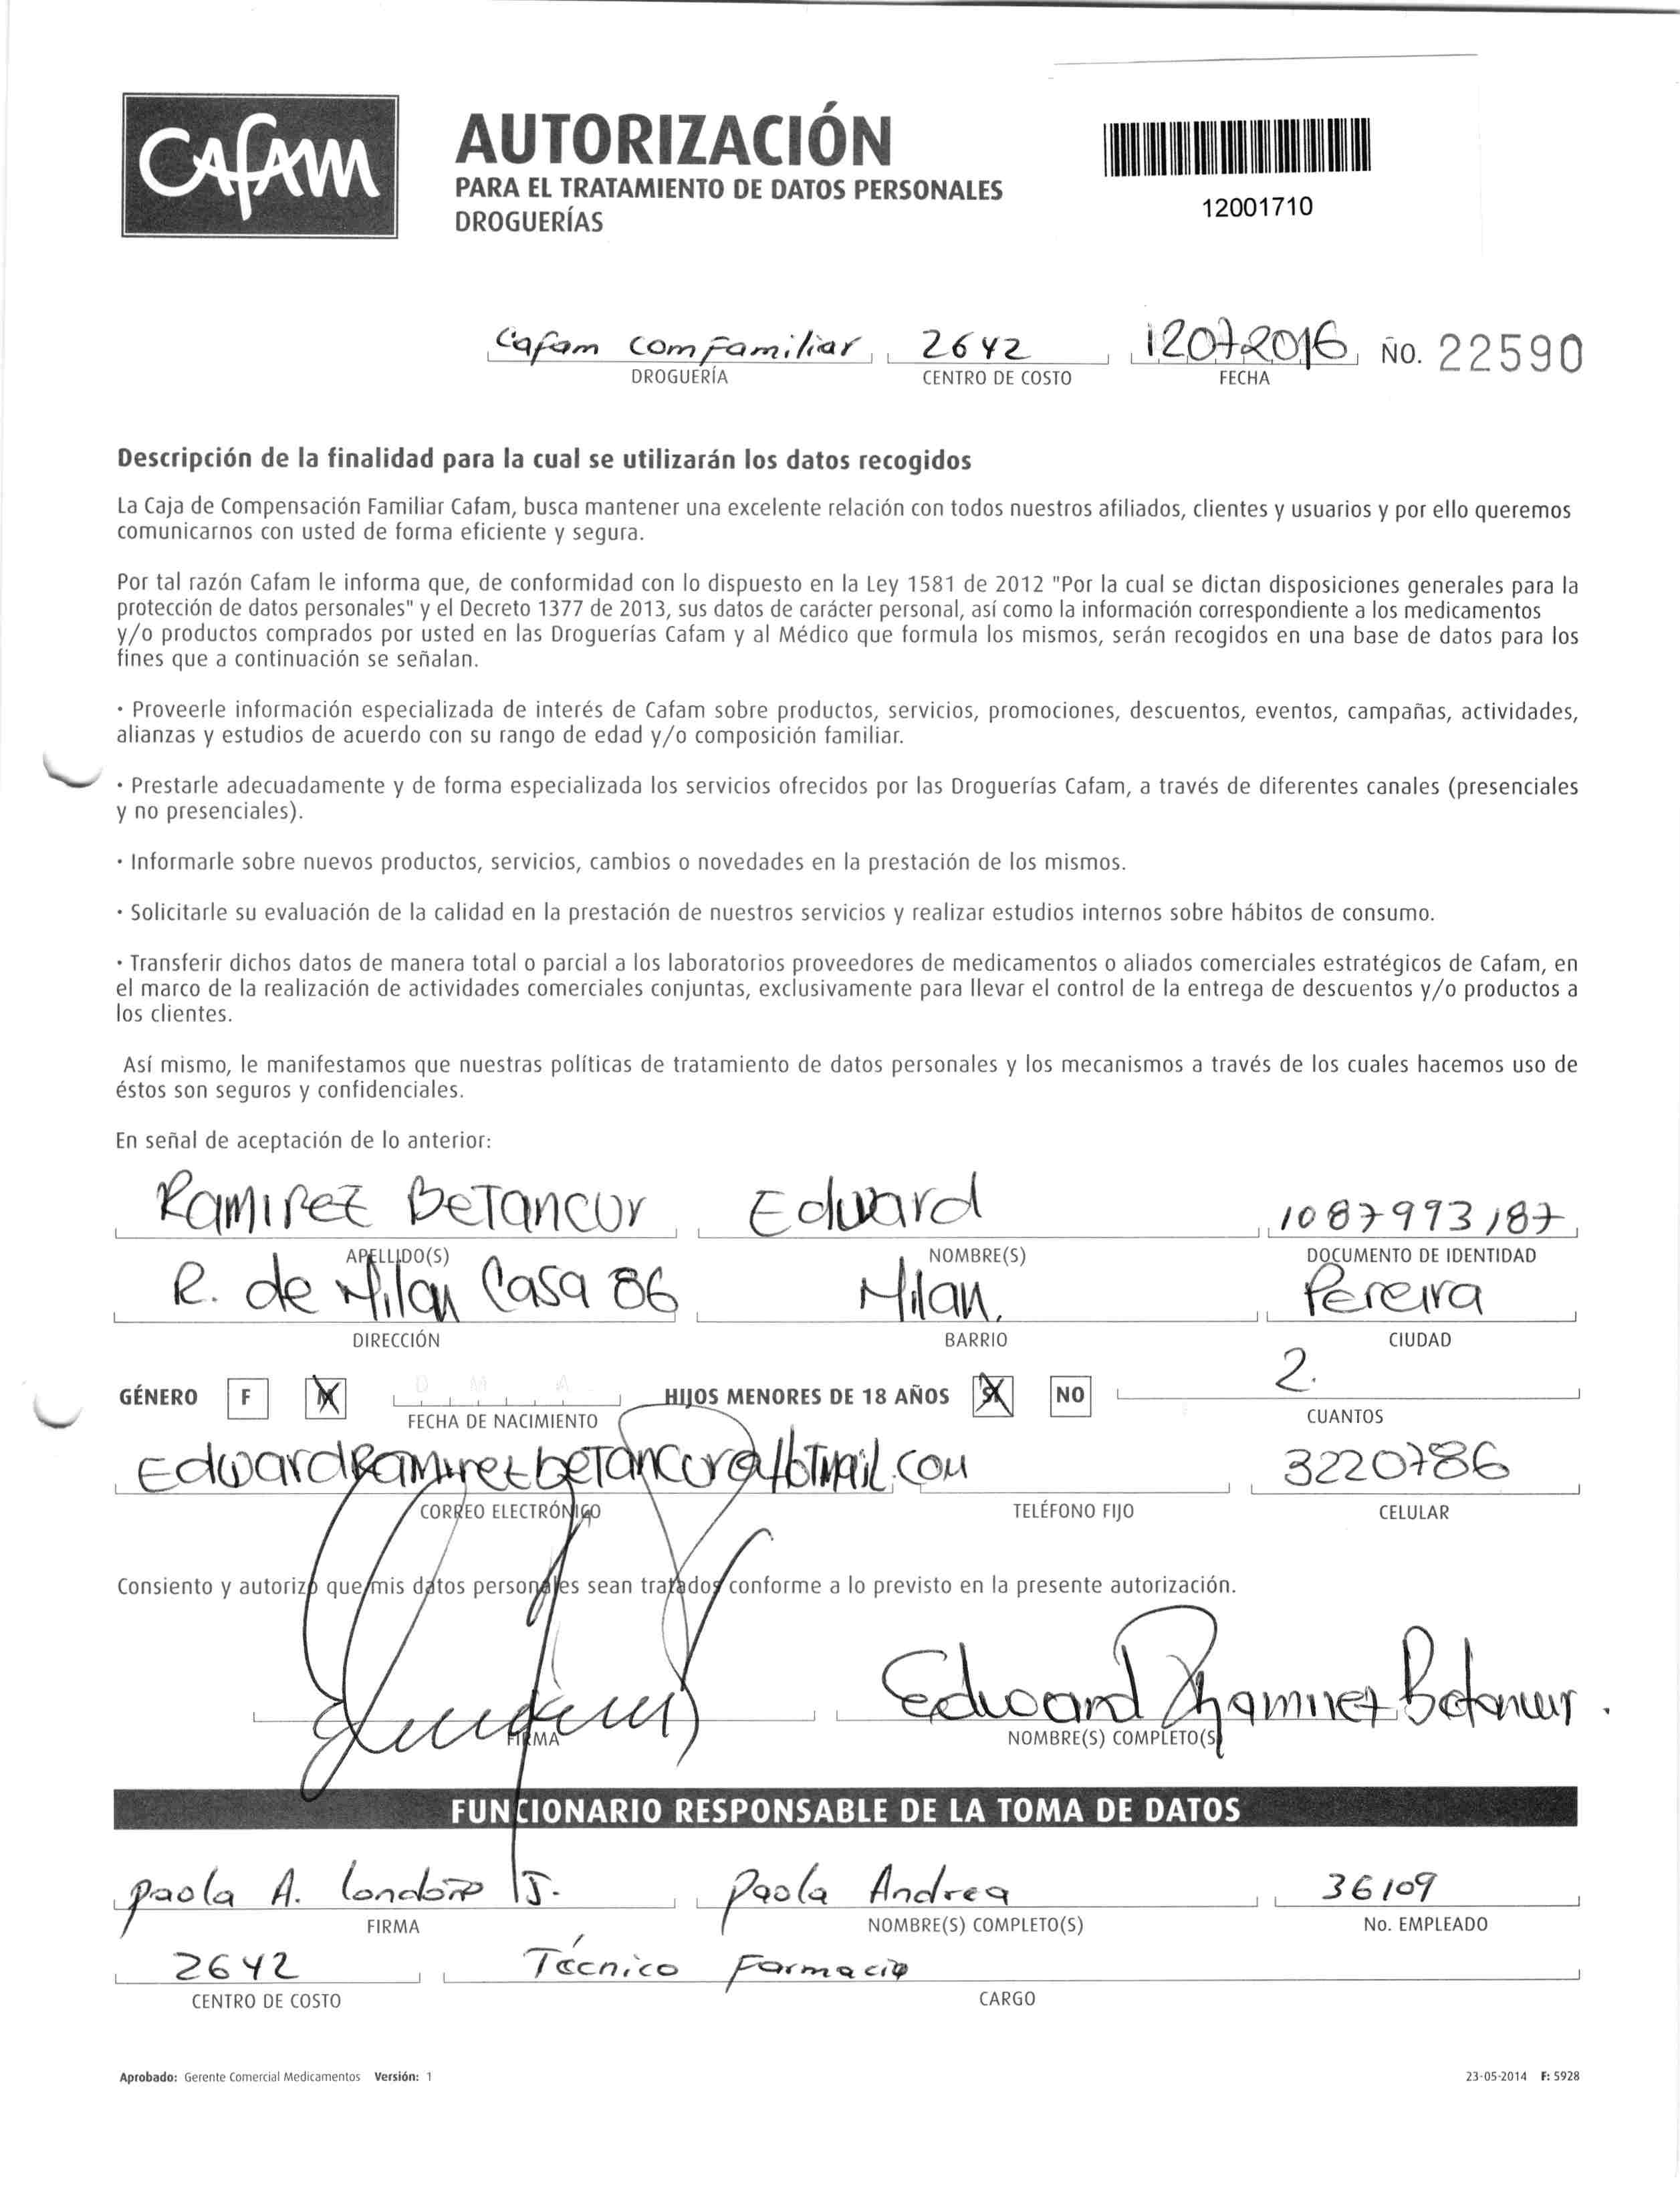 CAFAM
AUTORIZACIÓN
PARA EL TRATAMIENTO DE DATOS PERSONALES
DROGUERÍAS
12001710
Cafam comfamiliar 2642 12072016 ÑO. 22590
DROGUERÍA CENTRO DE COSTO FECHA
Descripción de la finalidad para la cual se utilizarán los datos recogidos
La Caja de Compensación Familiar Cafam, busca mantener una excelente relación con todos nuestros afiliados, clientes y usuarios y por ello queremos
comunicarnos con usted de forma eficiente y segura.
Por tal razón Cafam le informa que, de conformidad con lo dispuesto en la Ley 1581 de 2012 "Por la cual se dictan disposiciones generales para la
protección de datos personales" y el Decreto 1377 de 2013, sus datos de carácter personal, así como la información correspondiente a los medicamentos
y/o productos comprados por usted en las Droguerías Cafam y al Médico que formula los mismos, serán recogidos en una base de datos para los
fines que a continuación se señalan.
· Proveerle información especializada de interés de Cafam sobre productos, servicios, promociones, descuentos, eventos, campañas, actividades,
alianzas y estudios de acuerdo con su rango de edad y/o composición familiar.
· Prestarle adecuadamente y de forma especializada los servicios ofrecidos por las Droguerías Cafam, a través de diferentes canales (presenciales
y no presenciales).
· Informarle sobre nuevos productos, servicios, cambios o novedades en la prestación de los mismos.
· Solicitarle su evaluación de la calidad en la prestación de nuestros servicios y realizar estudios internos sobre hábitos de consumo.
· Transferir dichos datos de manera total o parcial a los laboratorios proveedores de medicamentos o aliados comerciales estratégicos de Cafam, en
el marco de la realización de actividades comerciales conjuntas, exclusivamente para llevar el control de la entrega de descuentos y/o productos a
los clientes.
Así mismo, le manifestamos que nuestras políticas de tratamiento de datos personales y los mecanismos a través de los cuales hacemos uso de
éstos son seguros y confidenciales.
En señal de aceptación de lo anterior:
Ramirez Betancur Edward 1087993187
APELLIDO(S) NOMBRE(S) DOCUMENTO DE IDENTIDAD
R. de Milan Casa 86 Milan. Pereira
DIRECCIÓN BARRIO CIUDAD
GÉNERO F M D M A HIJOS MENORES DE 18 AÑOS SI NO 2.
FECHA DE NACIMIENTO CUANTOS
EdwardRamirezbetancur@Hotmail.com 3220786
CORREO ELECTRÓNICO TELÉFONO FIJO CELULAR
Consiento y autorizo que mis datos personales sean tratados conforme a lo previsto en la presente autorización.
Edward Rhamirez Betancur.
FIRMA NOMBRE(S) COMPLETO(S)
FUNCIONARIO RESPONSABLE DE LA TOMA DE DATOS
paola A. Londoño J. Paola Andrea 36109
FIRMA NOMBRE(S) COMPLETO(S) No. EMPLEADO
2642 Técnico Farmacia
CENTRO DE COSTO CARGO
Aprobado: Gerente Comercial Medicamentos Versión: 1 23-05-2014 F: 5928